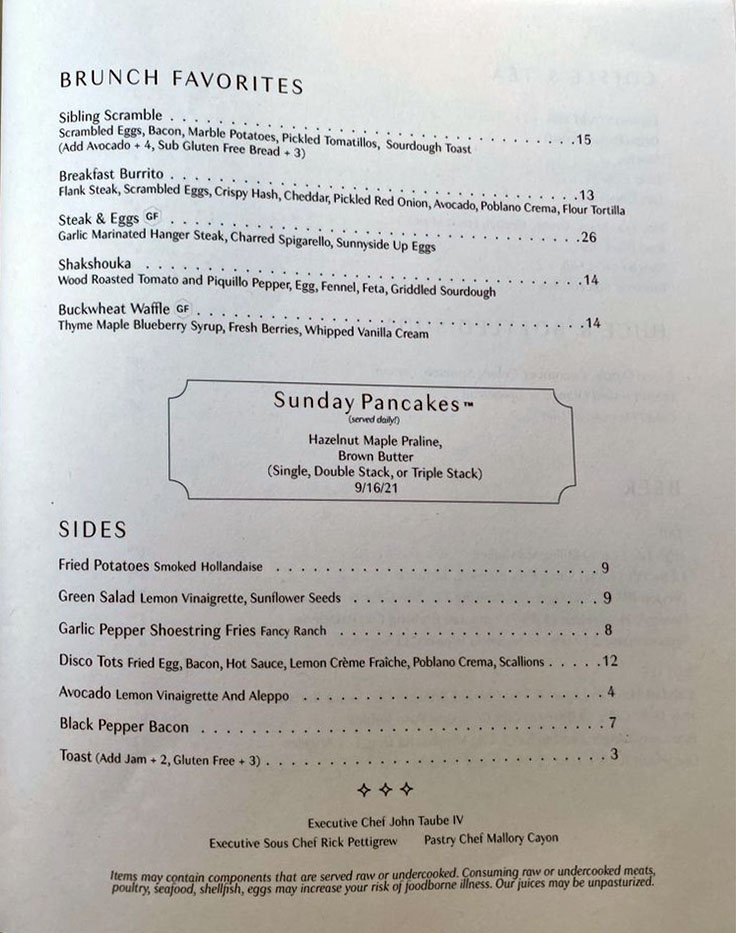 BRUNCH FAVORITES
Sibling Scramble . . . . . . . . . . . . . . . . . . . . . . . . . . . . . . . . . . .15
Scrambled Eggs, Bacon, Marble Potatoes, Pickled Tomatillos, Sourdough Toast
(Add Avocado + 4, Sub Gluten Free Bread + 3)
Breakfast Burrito . . . . . . . . . . . . . . . . . . . . . . . . . . . . . . . . . . .13
Flank Steak, Scrambled Eggs, Crispy Hash, Cheddar, Pickled Red Onion, Avocado, Poblano Crema, Flour Tortilla
Steak & Eggs GF . . . . . . . . . . . . . . . . . . . . . . . . . . . . . . . . . . .26
Garlic Marinated Hanger Steak, Charred Spigarello, Sunnyside Up Eggs
Shakshouka . . . . . . . . . . . . . . . . . . . . . . . . . . . . . . . . . . . . .14
Wood Roasted Tomato and Piquillo Pepper, Egg, Fennel, Feta, Griddled Sourdough
Buckwheat Waffle GF . . . . . . . . . . . . . . . . . . . . . . . . . . . . . . . .14
Thyme Maple Blueberry Syrup, Fresh Berries, Whipped Vanilla Cream
Sunday Pancakes™
(served daily!)
Hazelnut Maple Praline,
Brown Butter
(Single, Double Stack, or Triple Stack)
9/16/21
SIDES
Fried Potatoes Smoked Hollandaise . . . . . . . . . . . . . . . . . . . . . . . . . . . 9
Green Salad Lemon Vinaigrette, Sunflower Seeds . . . . . . . . . . . . . . . . . . . . 9
Garlic Pepper Shoestring Fries Fancy Ranch . . . . . . . . . . . . . . . . . . . . . . 8
Disco Tots Fried Egg, Bacon, Hot Sauce, Lemon Crème Fraîche, Poblano Crema, Scallions . . . . .12
Avocado Lemon Vinaigrette And Aleppo . . . . . . . . . . . . . . . . . . . . . . . . . 4
Black Pepper Bacon . . . . . . . . . . . . . . . . . . . . . . . . . . . . . . . . . 7
Toast (Add Jam + 2, Gluten Free + 3) . . . . . . . . . . . . . . . . . . . . . . . . . . . . 3
Executive Chef John Taube IV
Executive Sous Chef Rick Pettigrew Pastry Chef Mallory Cayon
Items may contain components that are served raw or undercooked. Consuming raw or undercooked meats,
poultry, seafood, shellfish, eggs may increase your risk of foodborne illness. Our juices may be unpasturized.